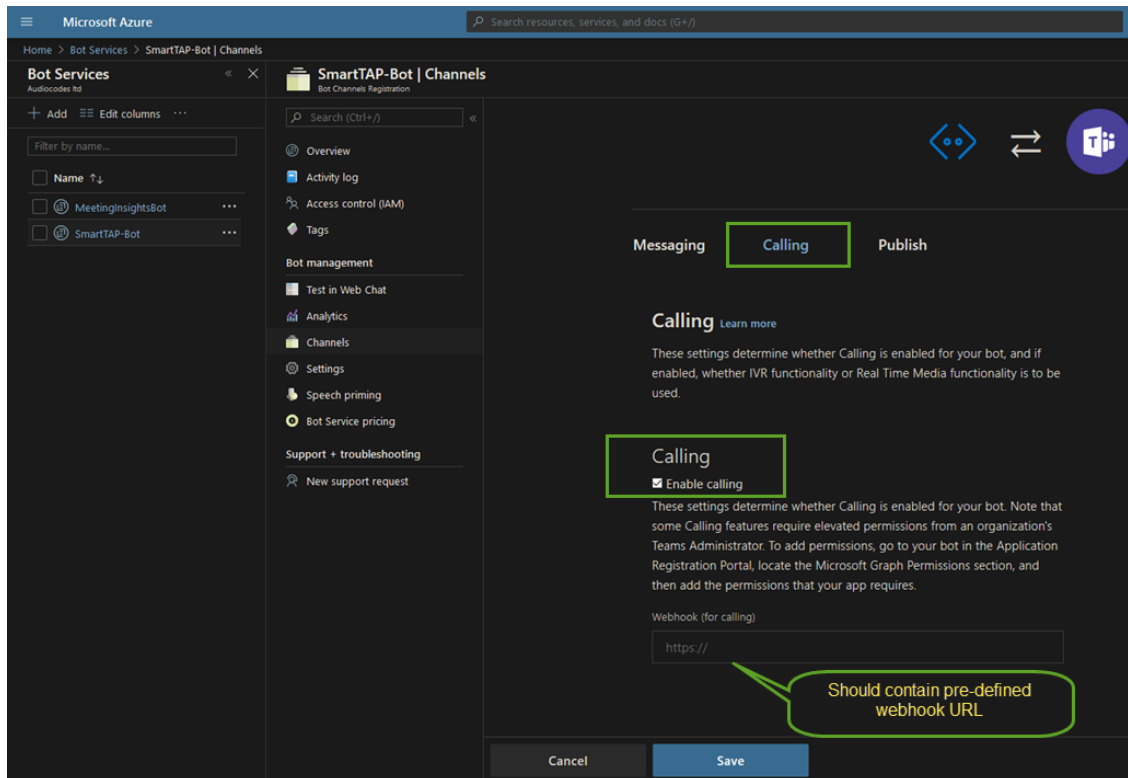 Microsoft Azure
Search resources, services, and docs (G+/)
Home > Bot Services > SmartTAP-Bot | Channels
Bot Services
Audiocodes ltd
Add
Edit columns
Filter by name...
Name
MeetingInsightsBot
SmartTAP-Bot
SmartTAP-Bot | Channels
Bot Channels Registration
Search (Ctrl+/)
Overview
Activity log
Access control (IAM)
Tags
Bot management
Test in Web Chat
Analytics
Channels
Settings
Speech priming
Bot Service pricing
Support + troubleshooting
New support request
Messaging Calling Publish
Calling Learn more
These settings determine whether Calling is enabled for your bot, and if
enabled, whether IVR functionality or Real Time Media functionality is to be
used.
Calling
Enable calling
These settings determine whether Calling is enabled for your bot. Note that
some Calling features require elevated permissions from an organization's
Teams Administrator. To add permissions, go to your bot in the Application
Registration Portal, locate the Microsoft Graph Permissions section, and
then add the permissions that your app requires.
Webhook (for calling)
https://
Should contain pre-defined
webhook URL
Cancel Save